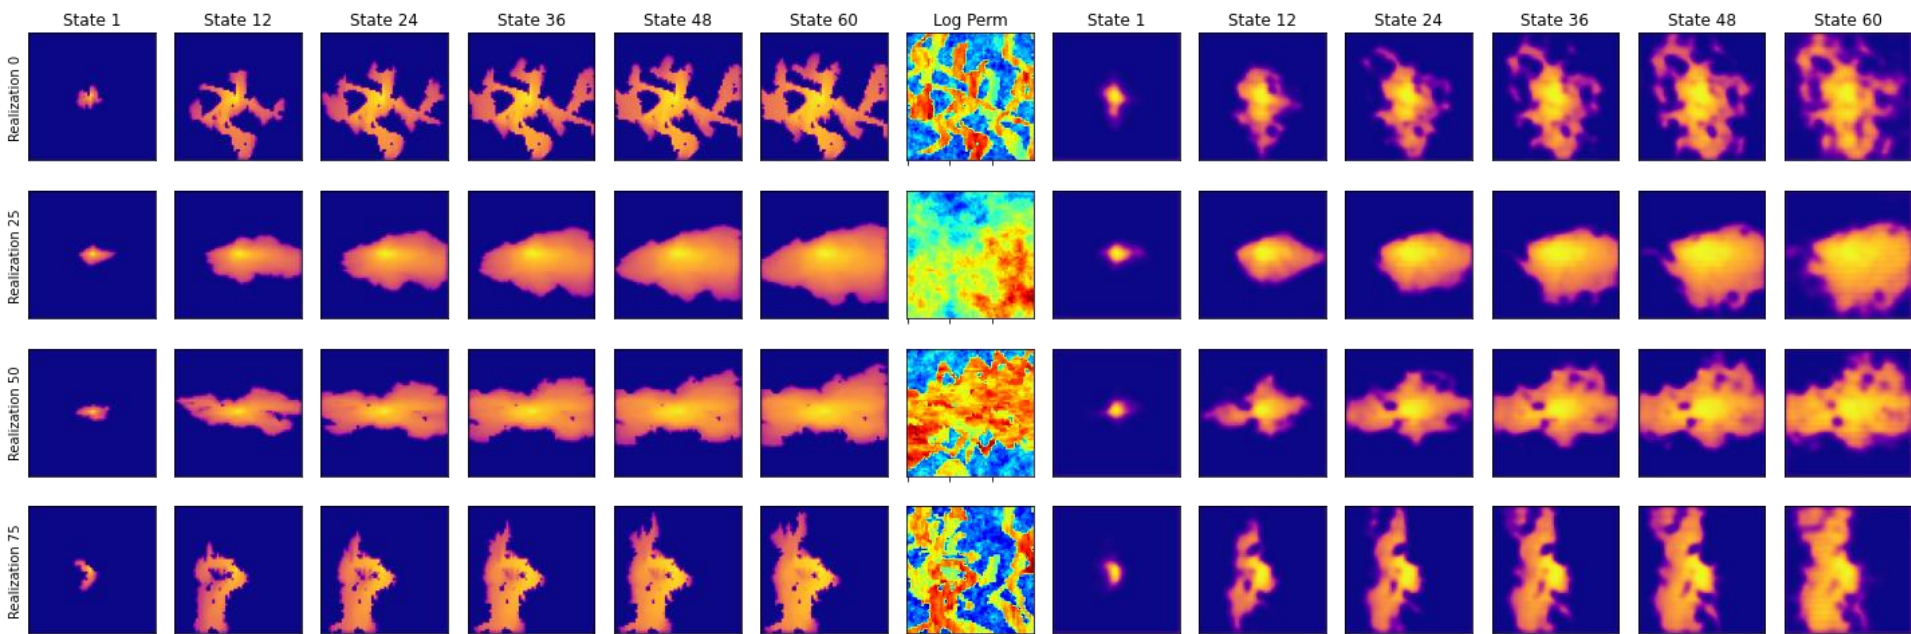 State 1 State 12 State 24 State 36 State 48 State 60 Log Perm State 1 State 12 State 24 State 36 State 48 State 60
Realization 0
Realization 25
Realization 50
Realization 75